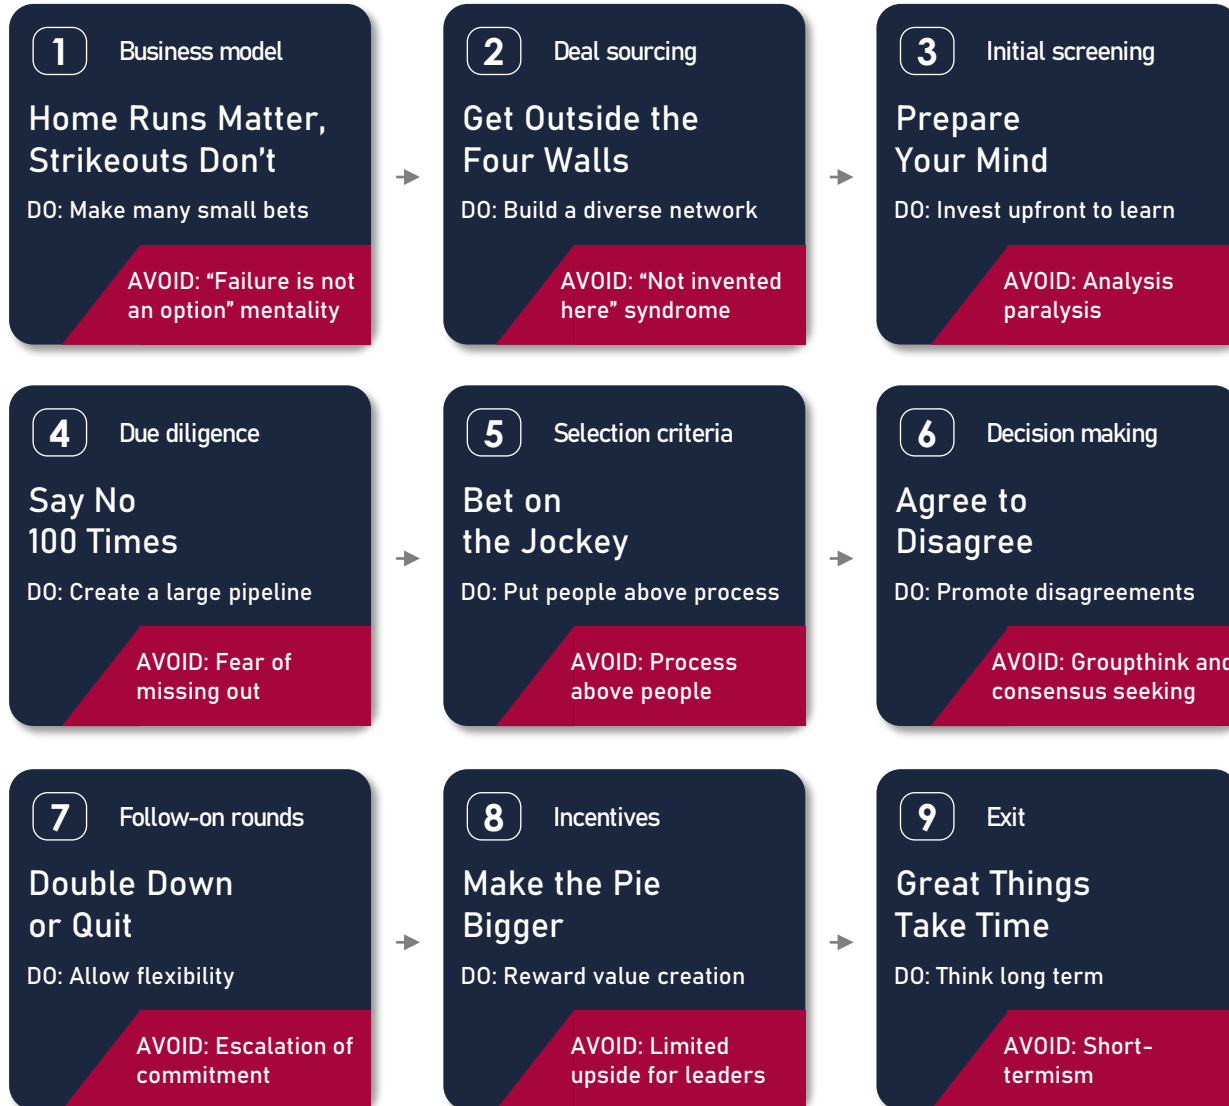 1 Business model
Home Runs Matter,
Strikeouts Don't
DO: Make many small bets
AVOID: “Failure is not
an option” mentality
2 Deal sourcing
Get Outside the
Four Walls
DO: Build a diverse network
AVOID: “Not invented
here” syndrome
3 Initial screening
Prepare
Your Mind
DO: Invest upfront to learn
AVOID: Analysis
paralysis
4 Due diligence
Say No
100 Times
DO: Create a large pipeline
AVOID: Fear of
missing out
5 Selection criteria
Bet on
the Jockey
DO: Put people above process
AVOID: Process
above people
6 Decision making
Agree to
Disagree
DO: Promote disagreements
AVOID: Groupthink and
consensus seeking
7 Follow-on rounds
Double Down
or Quit
DO: Allow flexibility
AVOID: Escalation of
commitment
8 Incentives
Make the Pie
Bigger
DO: Reward value creation
AVOID: Limited
upside for leaders
9 Exit
Great Things
Take Time
DO: Think long term
AVOID: Short-
termism